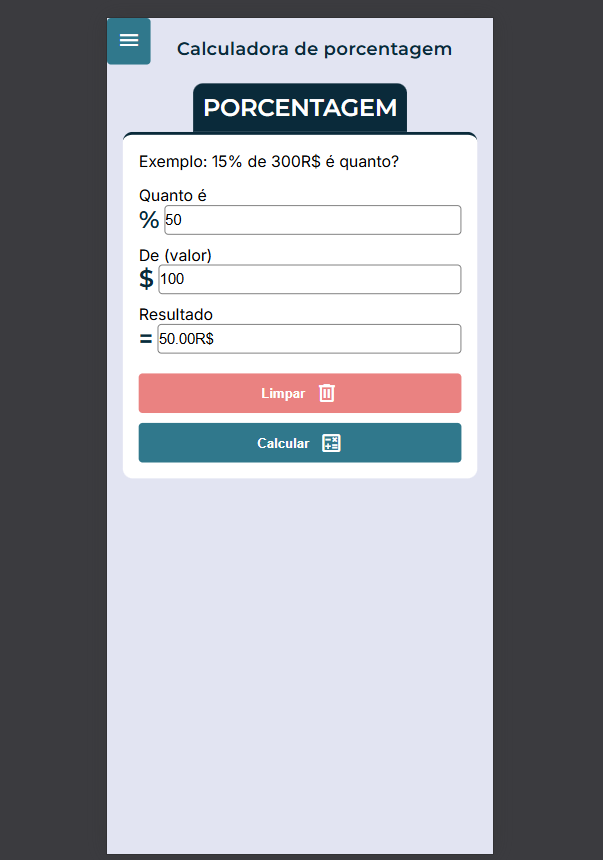 Calculadora de porcentagem
PORCENTAGEM
Exemplo: 15% de 300R$ é quanto?
Quanto é
% 50
De (valor)
$ 100
Resultado
= 50.00R$
Limpar
Calcular